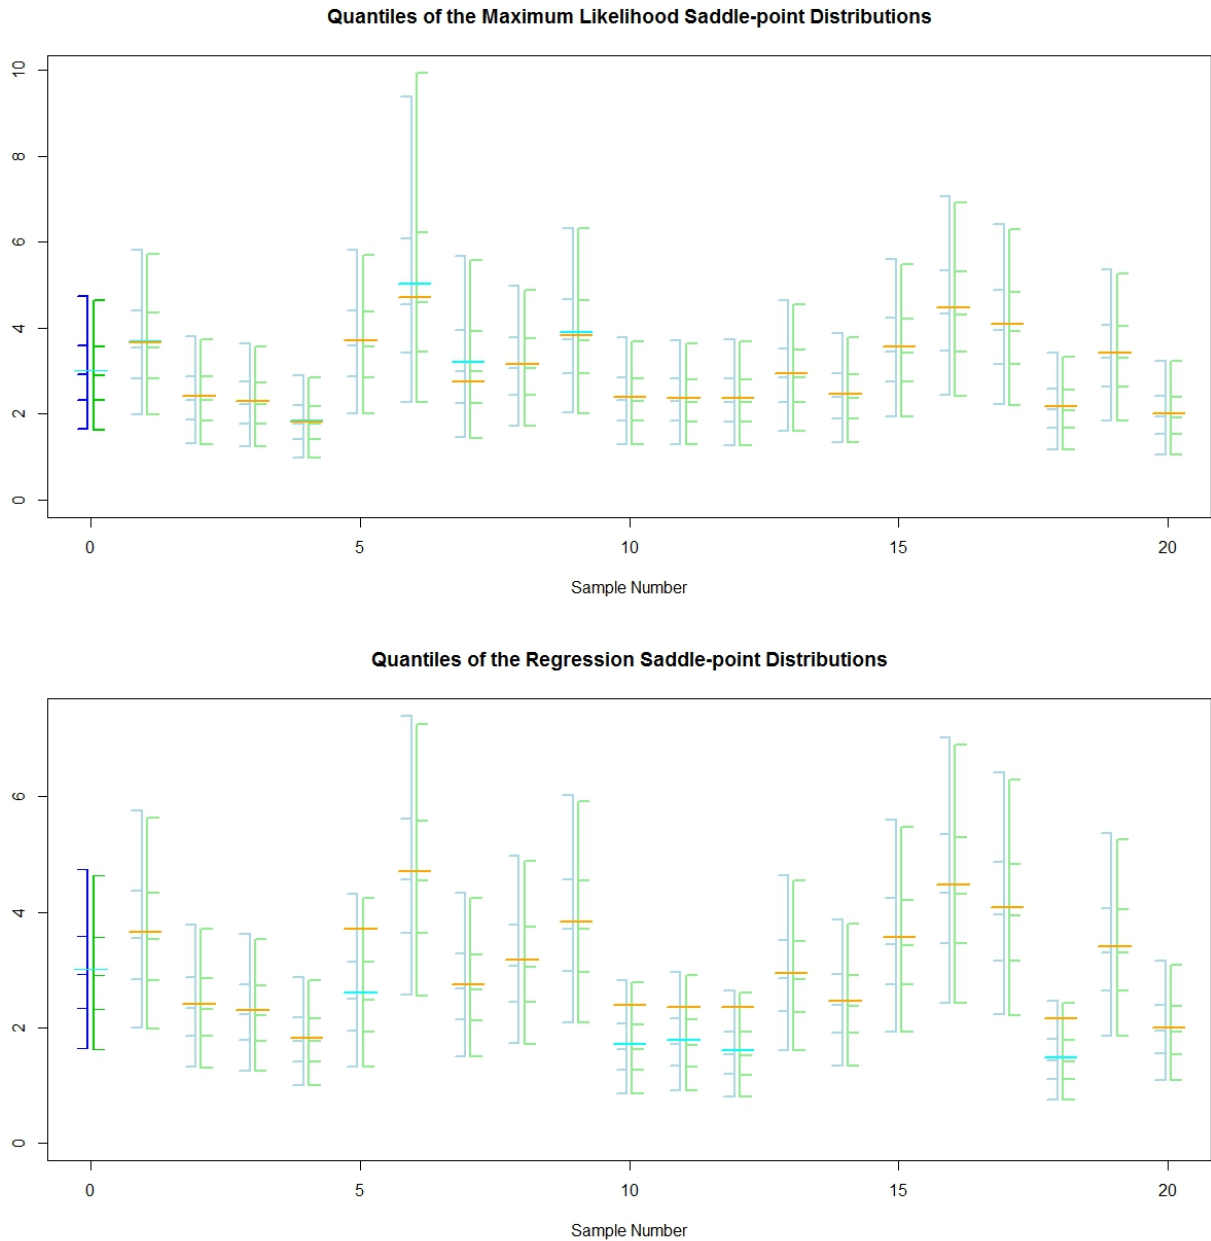 Quantiles of the Maximum Likelihood Saddle-point Distributions
10
8
6
4
2
0
0 5 10 15 20
Sample Number
Quantiles of the Regression Saddle-point Distributions
6
4
2
0
0 5 10 15 20
Sample Number